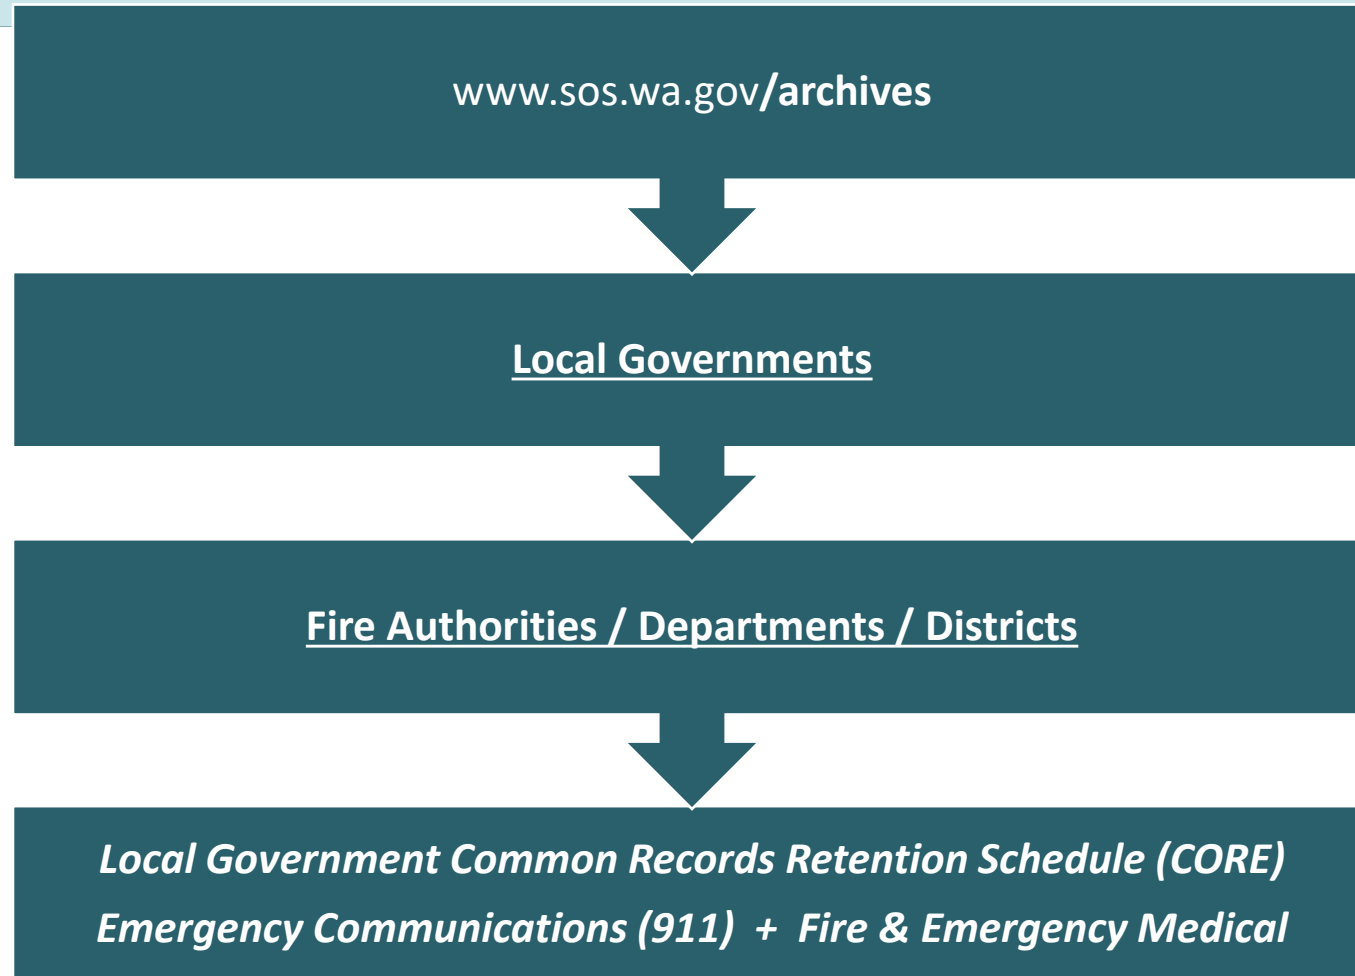 www.sos.wa.gov/archives
Local Governments
Fire Authorities / Departments / Districts
Local Government Common Records Retention Schedule (CORE)
Emergency Communications (911) + Fire & Emergency Medical